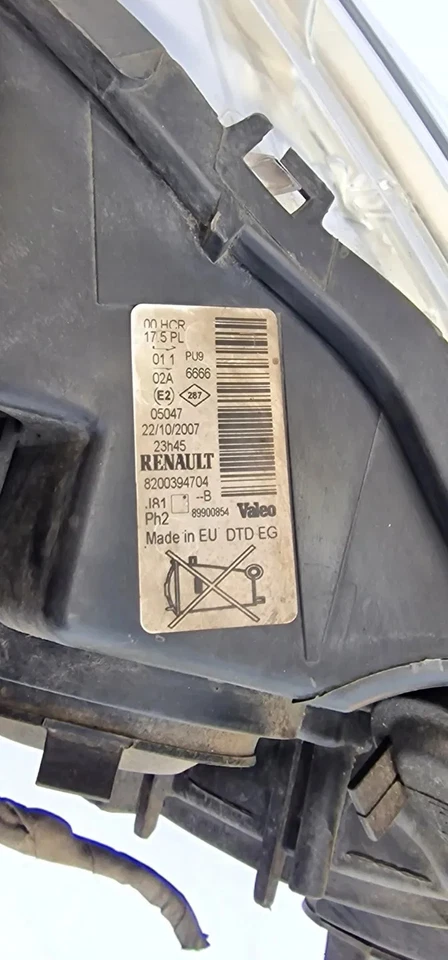 00 HCR
17.5 PL
01 1 PU9
02A 6666
E2 287
05047
22/10/2007
23h45
RENAULT
8200394704
J81 --B
Ph2 89900854 Valeo
Made in EU DTD EG